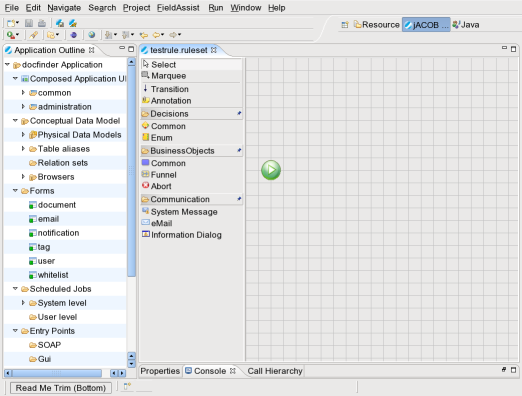 File Edit Navigate Search Project FieldAssist Run Window Help
Resource jACOB ... Java
Application Outline
testrule ruleset
docfinder Application
Composed Application UI
common
administration
Conceptual Data Model
Physical Data Models
Table aliases
Relation sets
Browsers
Forms
document
email
notification
tag
user
whitelist
Scheduled Jobs
System level
User level
Entry Points
SOAP
Gui
Select
Marquee
Transition
Annotation
Decisions
Common
Enum
BusinessObjects
Common
Funnel
Abort
Communication
System Message
eMail
Information Dialog
Properties Console Call Hierarchy
Read Me Trim (Bottom)